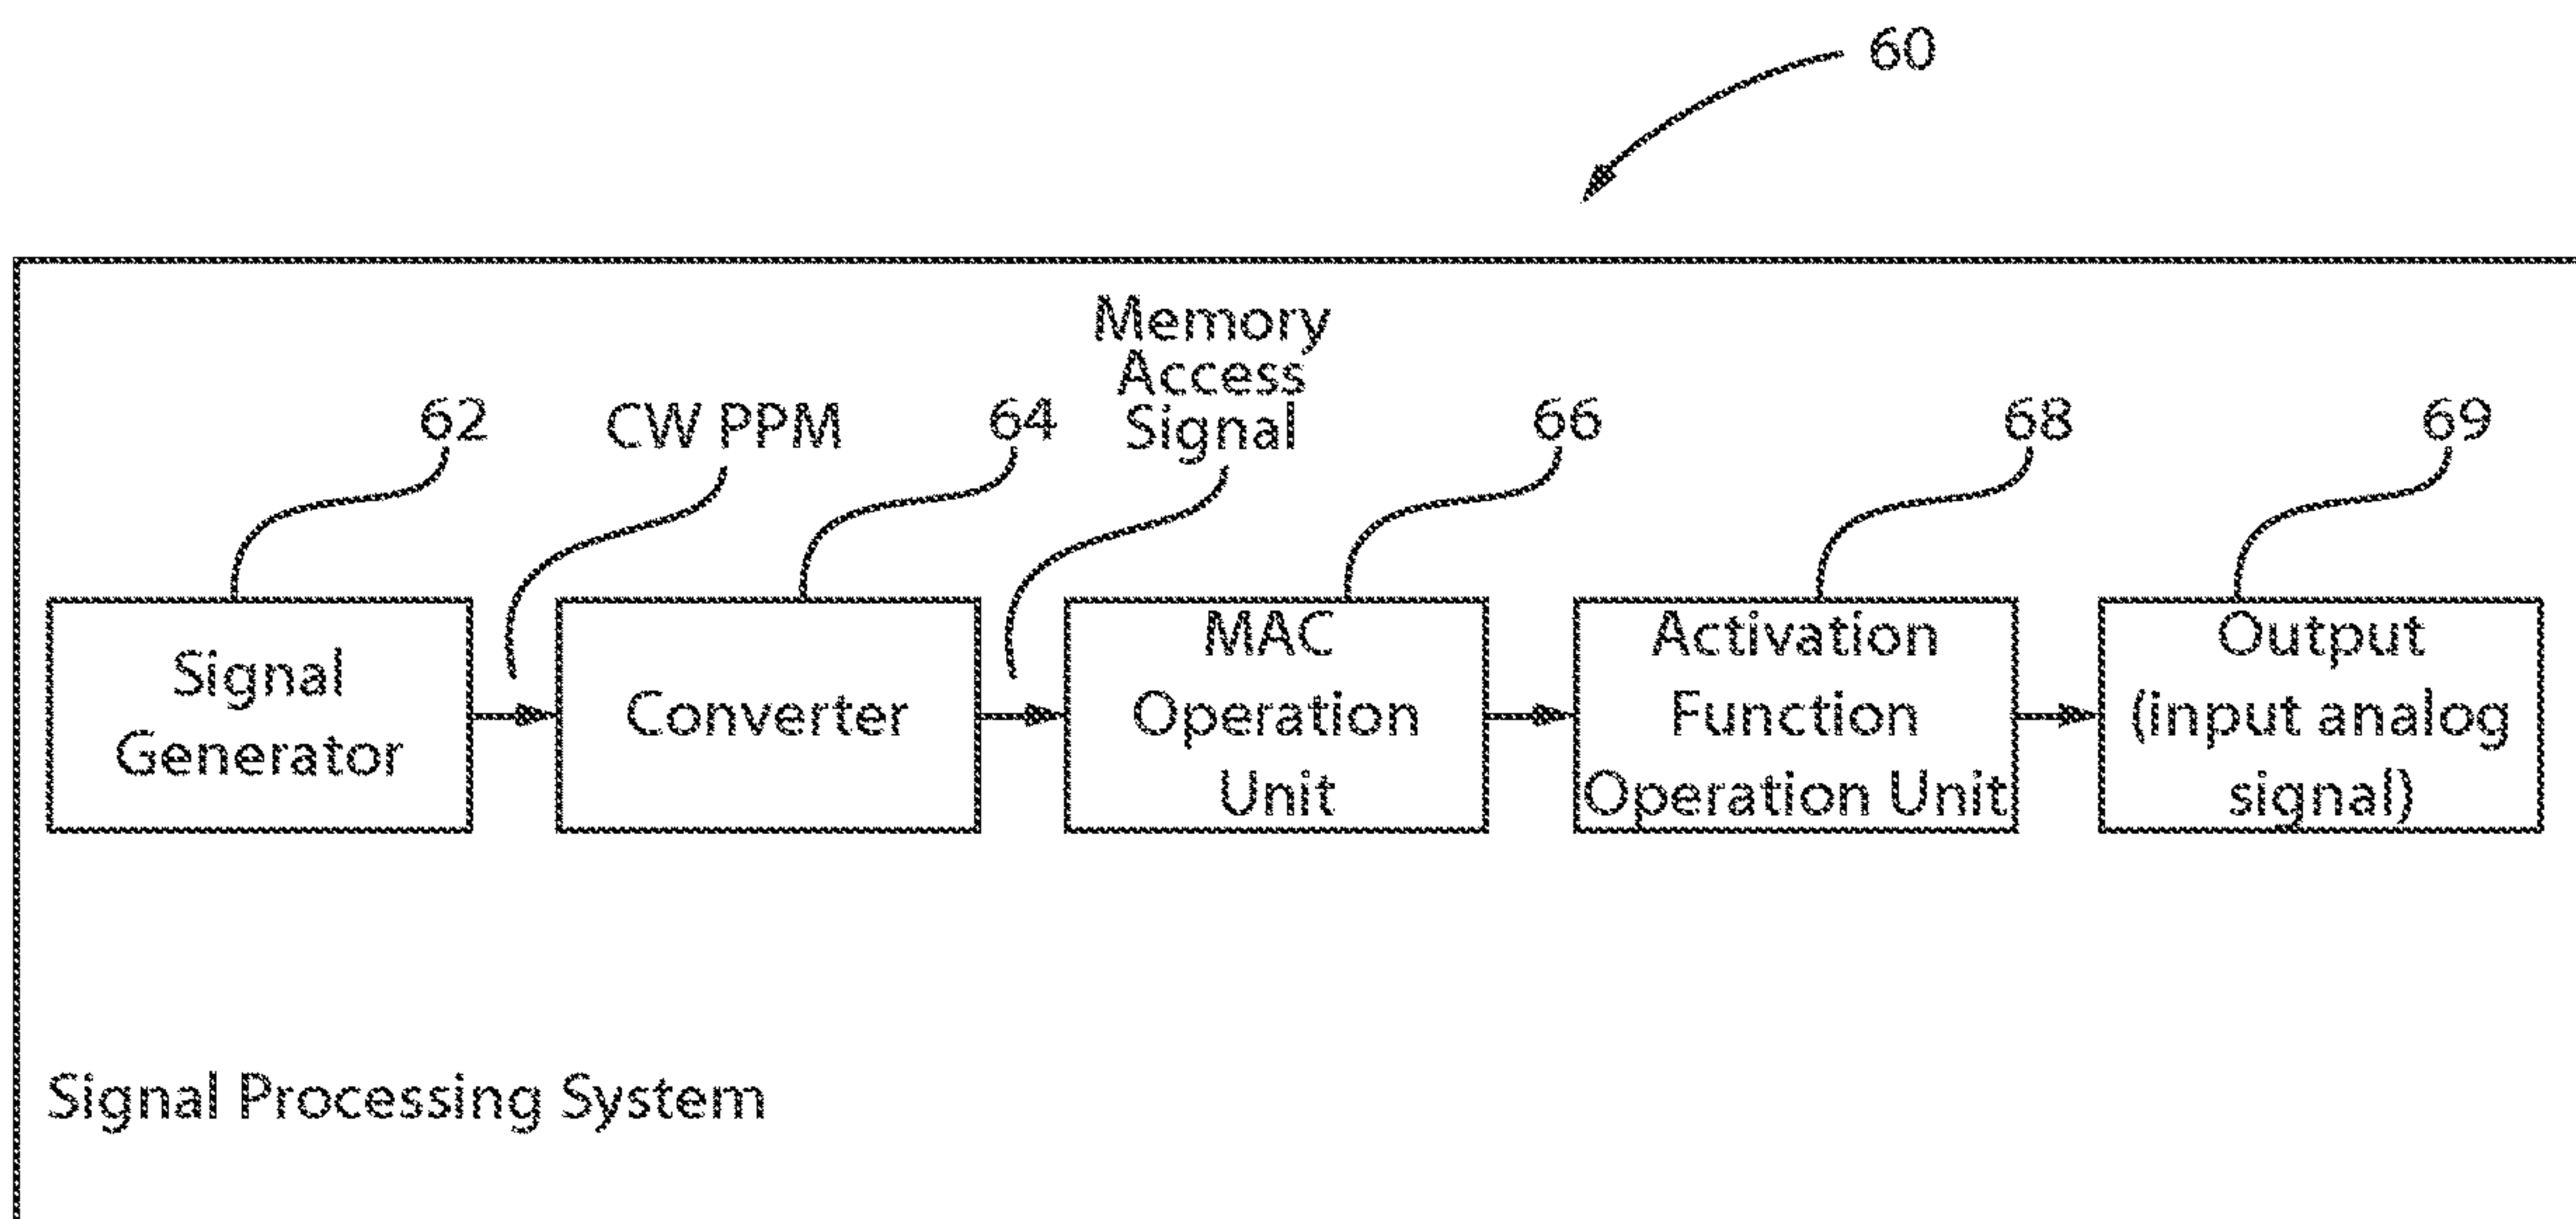 60
Memory
Access
Signal
62
CW PPM
64
66
68
69
Signal
Generator
Converter
MAC
Operation
Unit
Activation
Function
Operation Unit
Output
(input analog
signal)
Signal Processing System